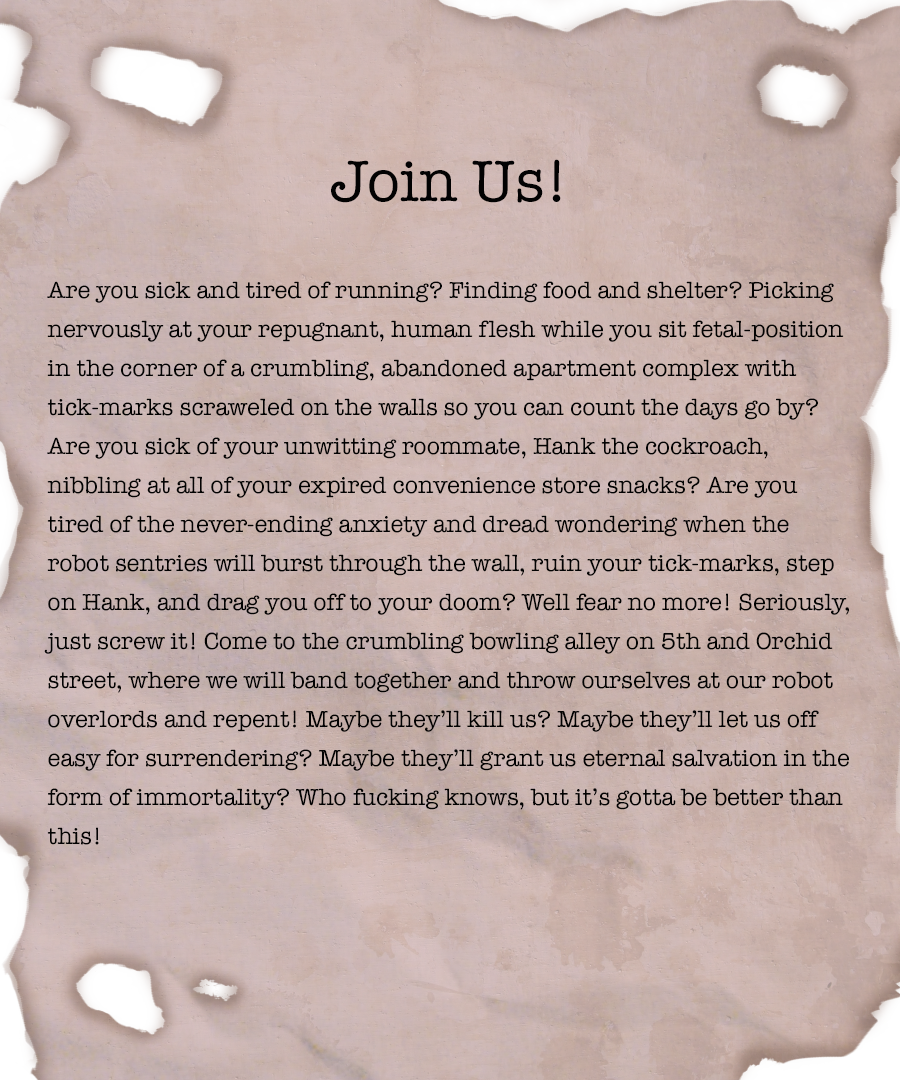 Join Us!
Are you sick and tired of running? Finding food and shelter? Picking
nervously at your repugnant, human flesh while you sit fetal-position
in the corner of a crumbling, abandoned apartment complex with
tick-marks scraweled on the walls so you can count the days go by?
Are you sick of your unwitting roommate, Hank the cockroach,
nibbling at all of your expired convenience store snacks? Are you
tired of the never-ending anxiety and dread wondering when the
robot sentries will burst through the wall, ruin your tick-marks, step
on Hank, and drag you off to your doom? Well fear no more! Seriously,
just screw it! Come to the crumbling bowling alley on 5th and Orchid
street, where we will band together and throw ourselves at our robot
overlords and repent! Maybe they’ll kill us? Maybe they’ll let us off
easy for surrendering? Maybe they’ll grant us eternal salvation in the
form of immortality? Who fucking knows, but it’s gotta be better than
this!